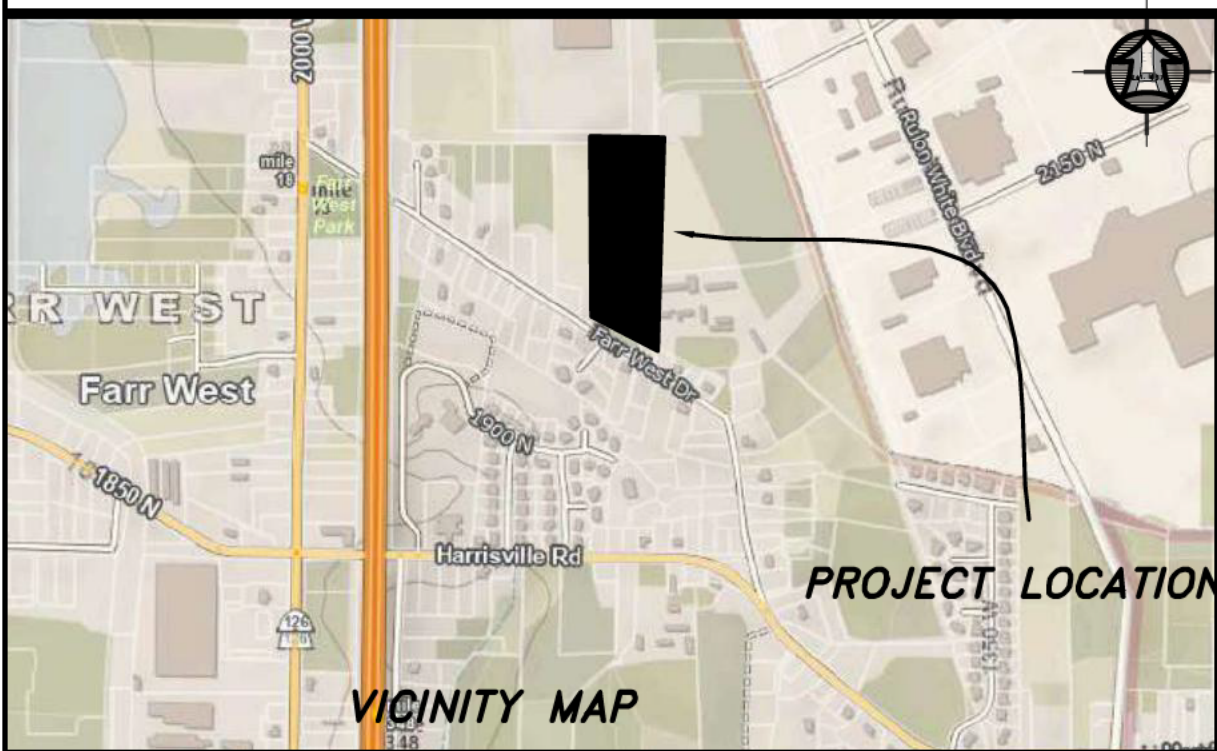 2000 W
mile
18
mile
Farr
West
Park
Rulon White Blvd
2150 N
RR WEST
Farr West
Farr West Dr
1900 N
1850 N
Harrisville Rd
PROJECT LOCATION
126
1350 W
VICINITY MAP
348